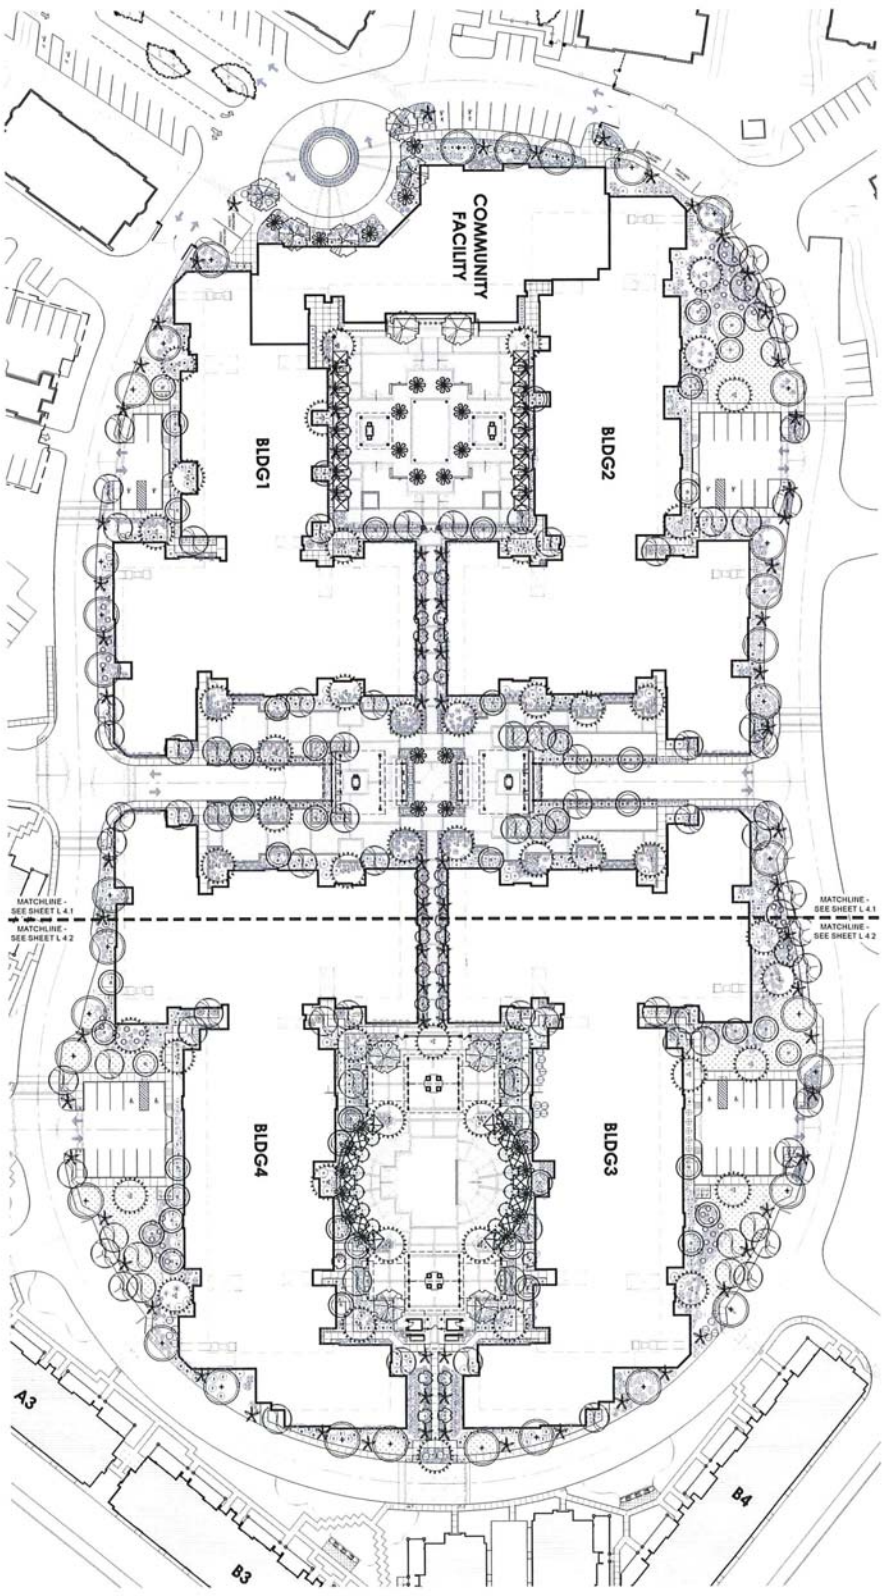 COMMUNITY
FACILITY
BLDG1
BLDG2
MATCHLINE -
SEE SHEET L 4.1
MATCHLINE -
SEE SHEET L 4.2
MATCHLINE -
SEE SHEET L 4.1
MATCHLINE -
SEE SHEET L 4.2
BLDG4
BLDG3
A3
B3
B4